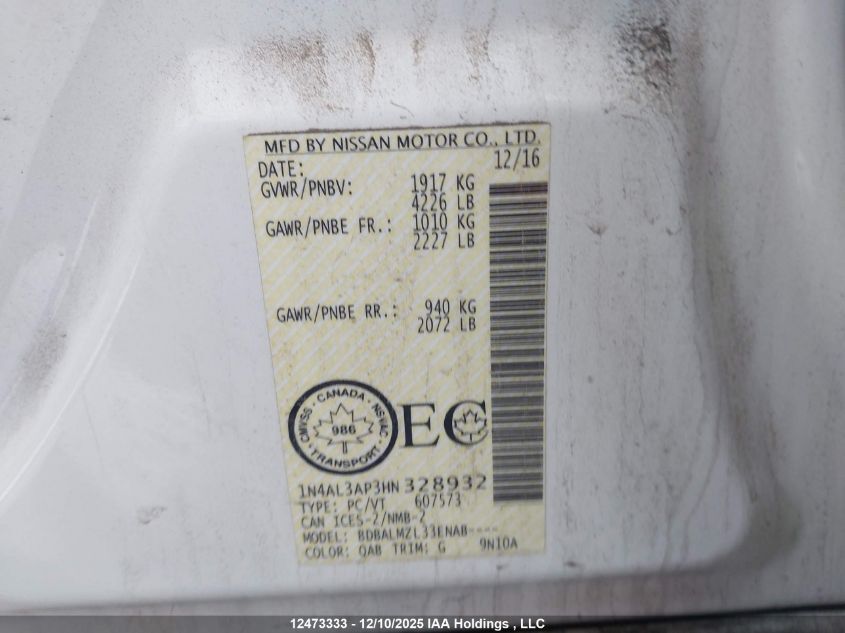 MFD BY NISSAN MOTOR CO., LTD.
DATE: 12/16
GVWR/PNBV: 1917 KG
4226 LB
GAWR/PNBE FR.: 1010 KG
2227 LB
GAWR/PNBE RR.: 940 KG
2072 LB
CANADA
CMVSS NSVAC
986
TRANSPORT
EC
1N4AL3AP3HN328932
TYPE: PC/VT 607573
CAN ICES-2/NMB-2
MODEL: BDBALMZL33ENAB----
COLOR: QAB TRIM: G 9N10A
12473333 - 12/10/2025 IAA Holdings , LLC